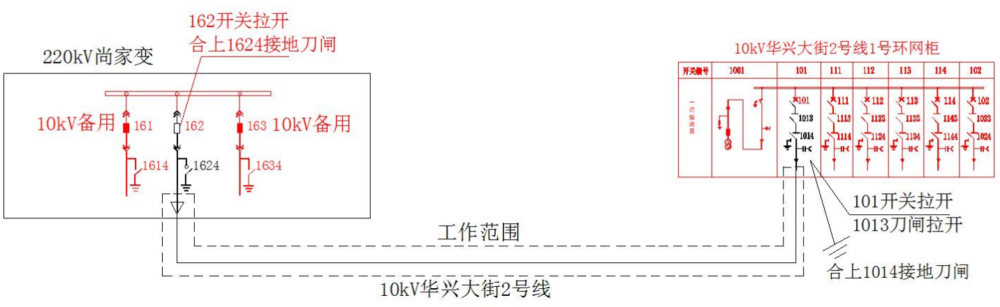 162开关拉开
合上1624接地刀闸
220kV尚家变
10kV备用
161
162
163
10kV备用
1614
1624
1634
10kV华兴大街2号线1号环网柜
开关编号 1001 101 111 112 113 114 102
一次接线图
101 111 112 113 114 102
1013 1113 1123 1133 1143 1023
1014 1114 1124 1134 1144 1024
101开关拉开
1013刀闸拉开
合上1014接地刀闸
工作范围
10kV华兴大街2号线